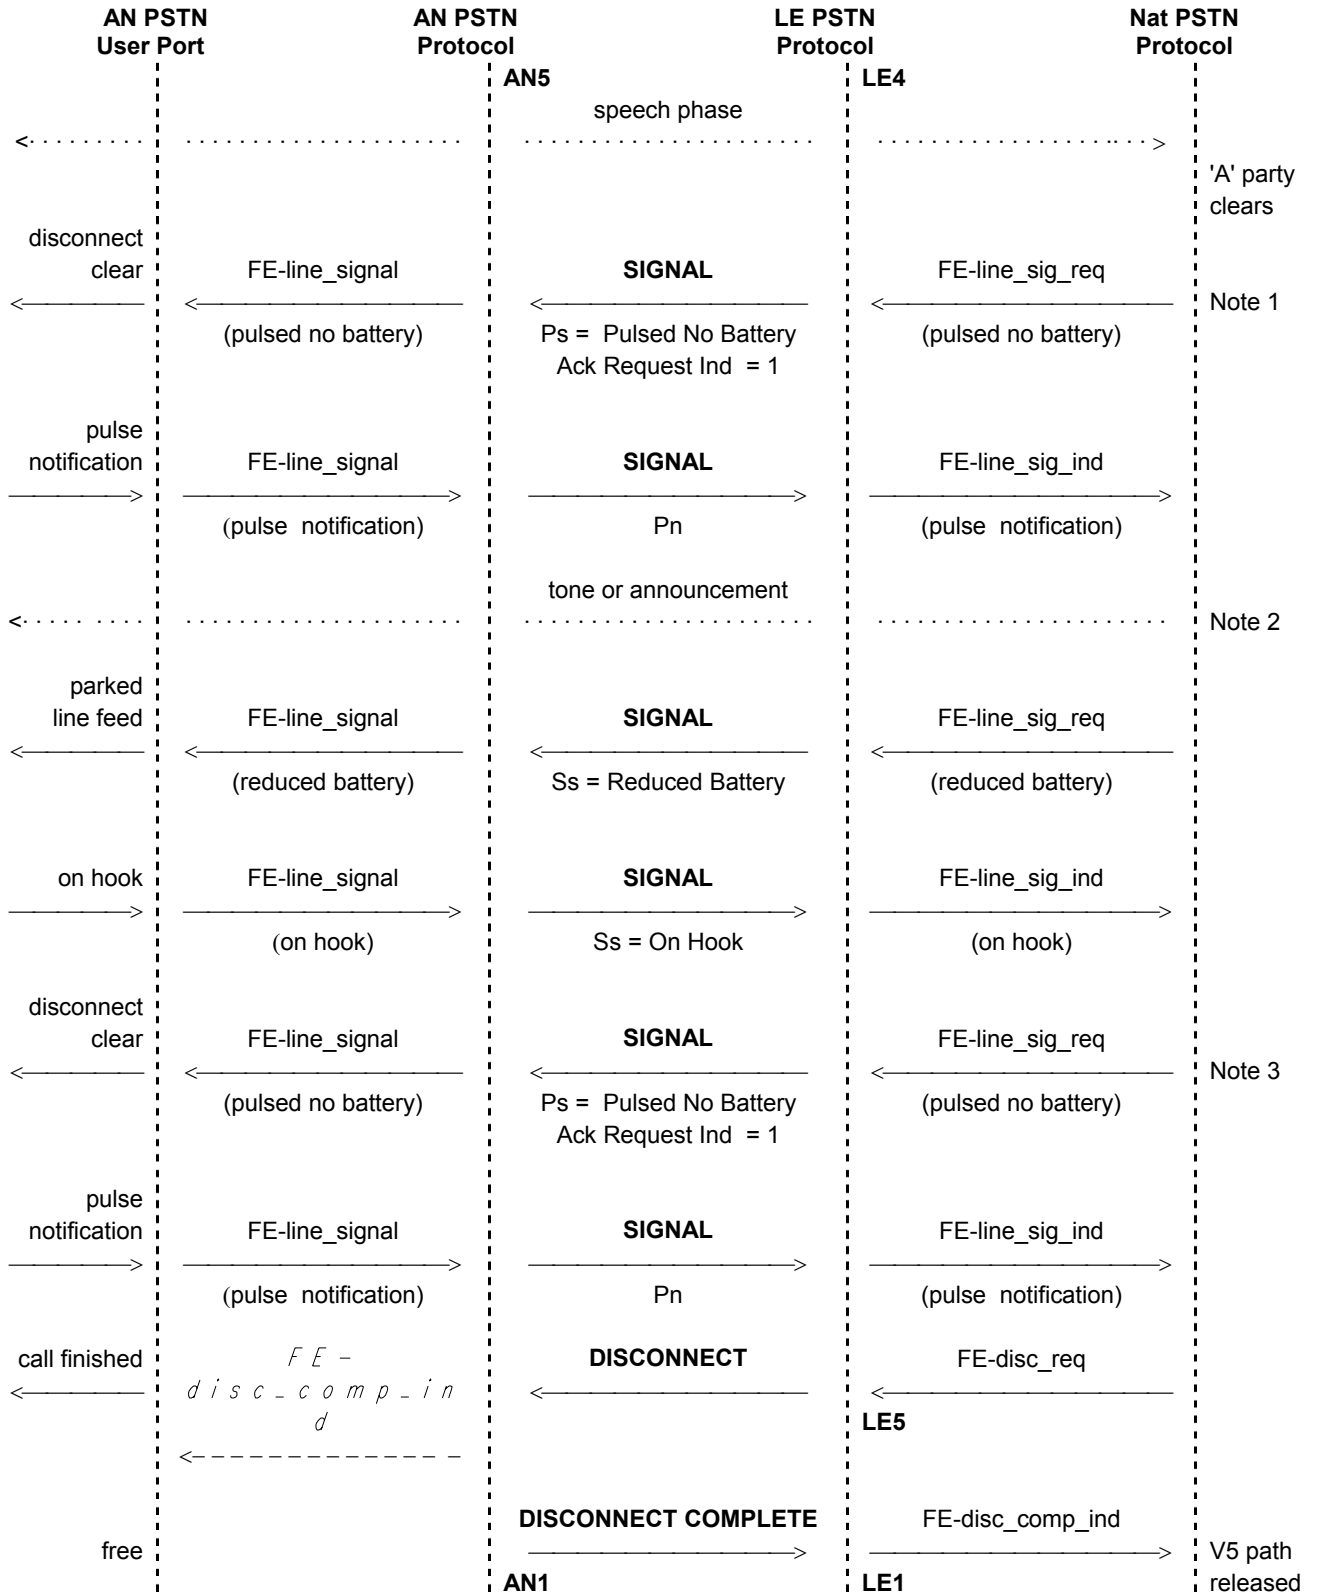 AN PSTN AN PSTN LE PSTN Nat PSTN
User Port Protocol Protocol Protocol
AN5 LE4
speech phase
'A' party
clears
disconnect
clear FE-line_signal SIGNAL FE-line_sig_req
Note 1
(pulsed no battery) Ps = Pulsed No Battery (pulsed no battery)
Ack Request Ind = 1
pulse
notification FE-line_signal SIGNAL FE-line_sig_ind
(pulse notification) Pn (pulse notification)
tone or announcement
Note 2
parked
line feed FE-line_signal SIGNAL FE-line_sig_req
(reduced battery) Ss = Reduced Battery (reduced battery)
on hook FE-line_signal SIGNAL FE-line_sig_ind
(on hook) Ss = On Hook (on hook)
disconnect
clear FE-line_signal SIGNAL FE-line_sig_req
Note 3
(pulsed no battery) Ps = Pulsed No Battery (pulsed no battery)
Ack Request Ind = 1
pulse
notification FE-line_signal SIGNAL FE-line_sig_ind
(pulse notification) Pn (pulse notification)
call finished FE- DISCONNECT FE-disc_req
disc_comp_in
d
LE5
DISCONNECT COMPLETE FE-disc_comp_ind
free V5 path
AN1 LE1 released